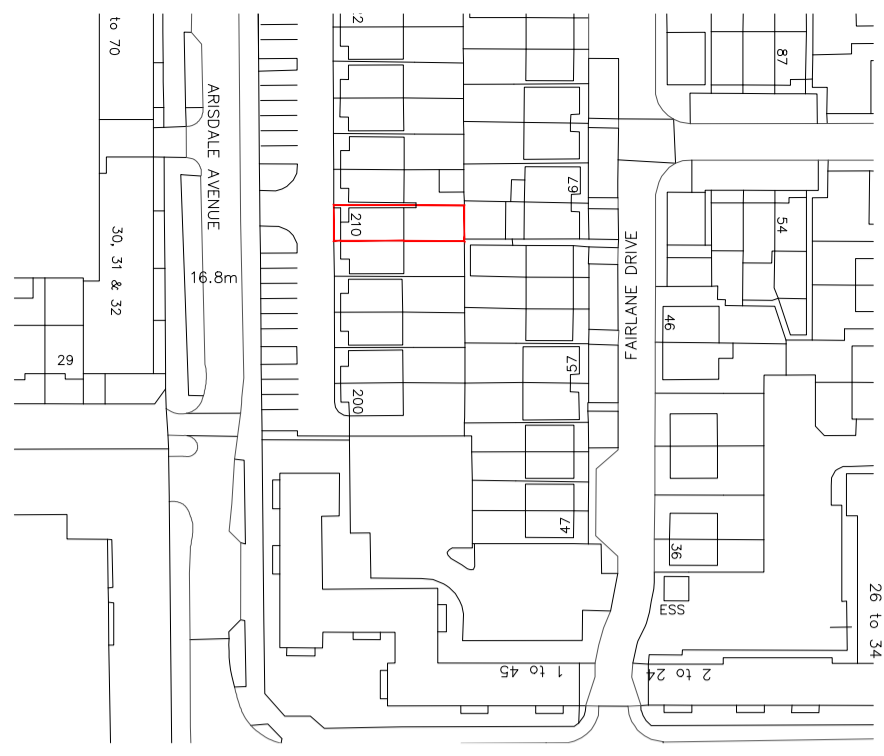 to 70
ARISDALE AVENUE
2
87
67
210
54
30, 31 & 32
16.8m
FAIRLANE DRIVE
46
29
57
200
47
36
ESS
26 to 34
1 to 45
2 to 24